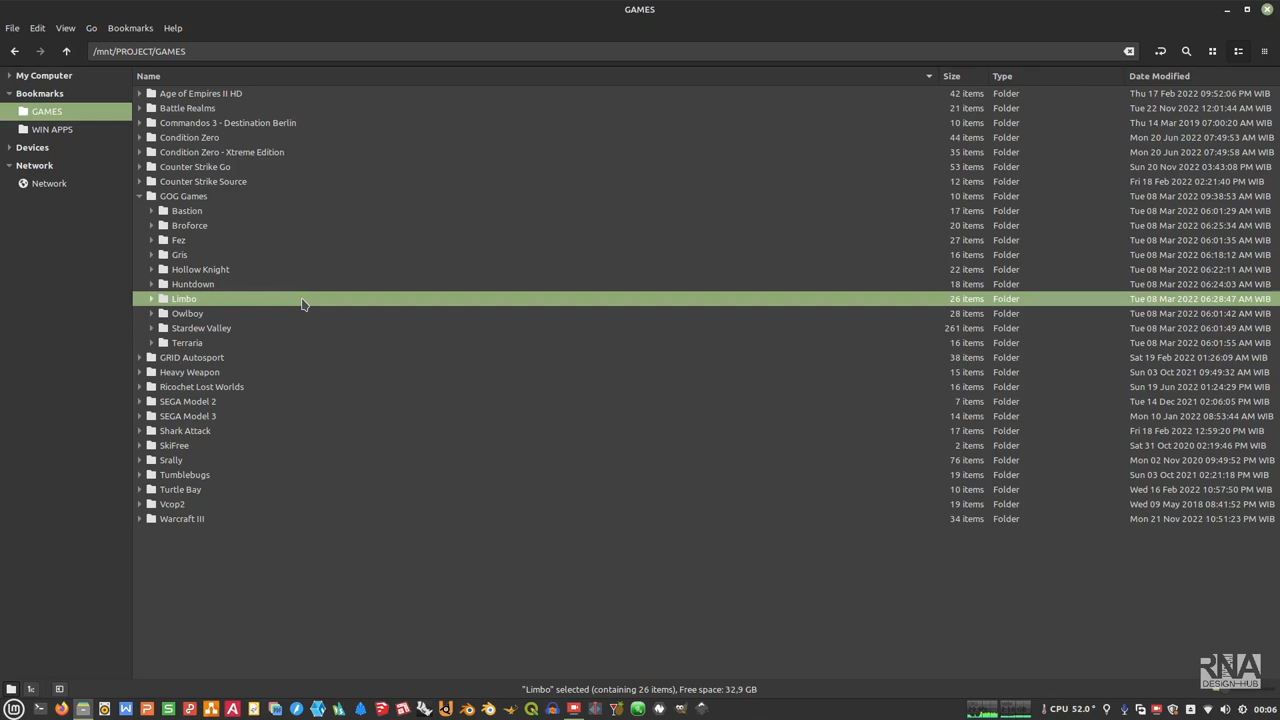 GAMES
File Edit View Go Bookmarks Help
/mnt/PROJECT/GAMES
My Computer
Bookmarks
GAMES
WIN APPS
Devices
Network
Network
Name Size Type Date Modified
Age of Empires II HD 42 items Folder Thu 17 Feb 2022 09:52:06 PM WIB
Battle Realms 21 items Folder Tue 22 Nov 2022 12:01:44 AM WIB
Commandos 3 - Destination Berlin 10 items Folder Thu 14 Mar 2019 07:00:20 AM WIB
Condition Zero 44 items Folder Mon 20 Jun 2022 07:49:53 AM WIB
Condition Zero - Xtreme Edition 35 items Folder Mon 20 Jun 2022 07:49:58 AM WIB
Counter Strike Go 53 items Folder Sun 20 Nov 2022 03:43:08 PM WIB
Counter Strike Source 12 items Folder Fri 18 Feb 2022 02:21:40 PM WIB
GOG Games 10 items Folder Tue 08 Mar 2022 09:38:53 AM WIB
Bastion 17 items Folder Tue 08 Mar 2022 06:01:29 AM WIB
Broforce 20 items Folder Tue 08 Mar 2022 06:25:34 AM WIB
Fez 27 items Folder Tue 08 Mar 2022 06:01:35 AM WIB
Gris 16 items Folder Tue 08 Mar 2022 06:18:12 AM WIB
Hollow Knight 22 items Folder Tue 08 Mar 2022 06:22:11 AM WIB
Huntdown 18 items Folder Tue 08 Mar 2022 06:24:03 AM WIB
Limbo 26 items Folder Tue 08 Mar 2022 06:28:47 AM WIB
Owlboy 28 items Folder Tue 08 Mar 2022 06:01:42 AM WIB
Stardew Valley 261 items Folder Tue 08 Mar 2022 06:01:49 AM WIB
Terraria 16 items Folder Tue 08 Mar 2022 06:01:55 AM WIB
GRID Autosport 38 items Folder Sat 19 Feb 2022 01:26:09 AM WIB
Heavy Weapon 15 items Folder Sun 03 Oct 2021 09:49:32 AM WIB
Ricochet Lost Worlds 16 items Folder Sun 19 Jun 2022 01:24:29 PM WIB
SEGA Model 2 7 items Folder Tue 14 Dec 2021 02:06:05 PM WIB
SEGA Model 3 14 items Folder Mon 10 Jan 2022 08:53:44 AM WIB
Shark Attack 17 items Folder Fri 18 Feb 2022 12:59:20 PM WIB
SkiFree 2 items Folder Sat 31 Oct 2020 02:19:46 PM WIB
Srally 76 items Folder Mon 02 Nov 2020 09:49:52 PM WIB
Tumblebugs 19 items Folder Sun 03 Oct 2021 02:21:18 PM WIB
Turtle Bay 10 items Folder Wed 16 Feb 2022 10:57:50 PM WIB
Vcop2 19 items Folder Wed 09 May 2018 08:41:52 PM WIB
Warcraft III 34 items Folder Mon 21 Nov 2022 10:51:23 PM WIB
RNA
DESIGN-HUB
"Limbo" selected (containing 26 items), Free space: 32,9 GB
CPU 52.0° 00:06